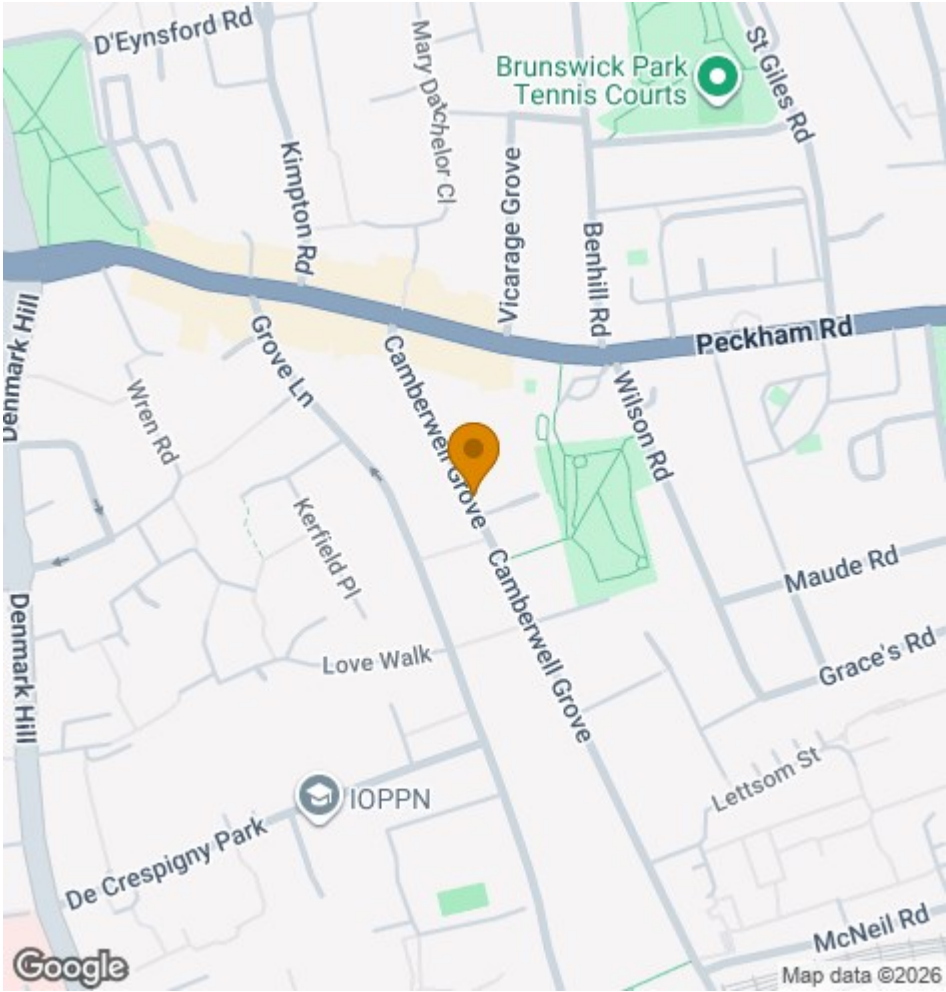 D'Eynsford Rd
Mary Datchelor Cl
St Giles Rd
Brunswick Park
Tennis Courts
Kimpton Rd
Vicarage Grove
Benhill Rd
Denmark Hill
Grove Ln
Camberwell Grove
Peckham Rd
Wren Rd
Wilson Rd
Kerfield Pl
Camberwell Grove
Maude Rd
Denmark Hill
Love Walk
Grace's Rd
Lettsom St
IOPPN
De Crespigny Park
McNeil Rd
Google
Map data ©2026